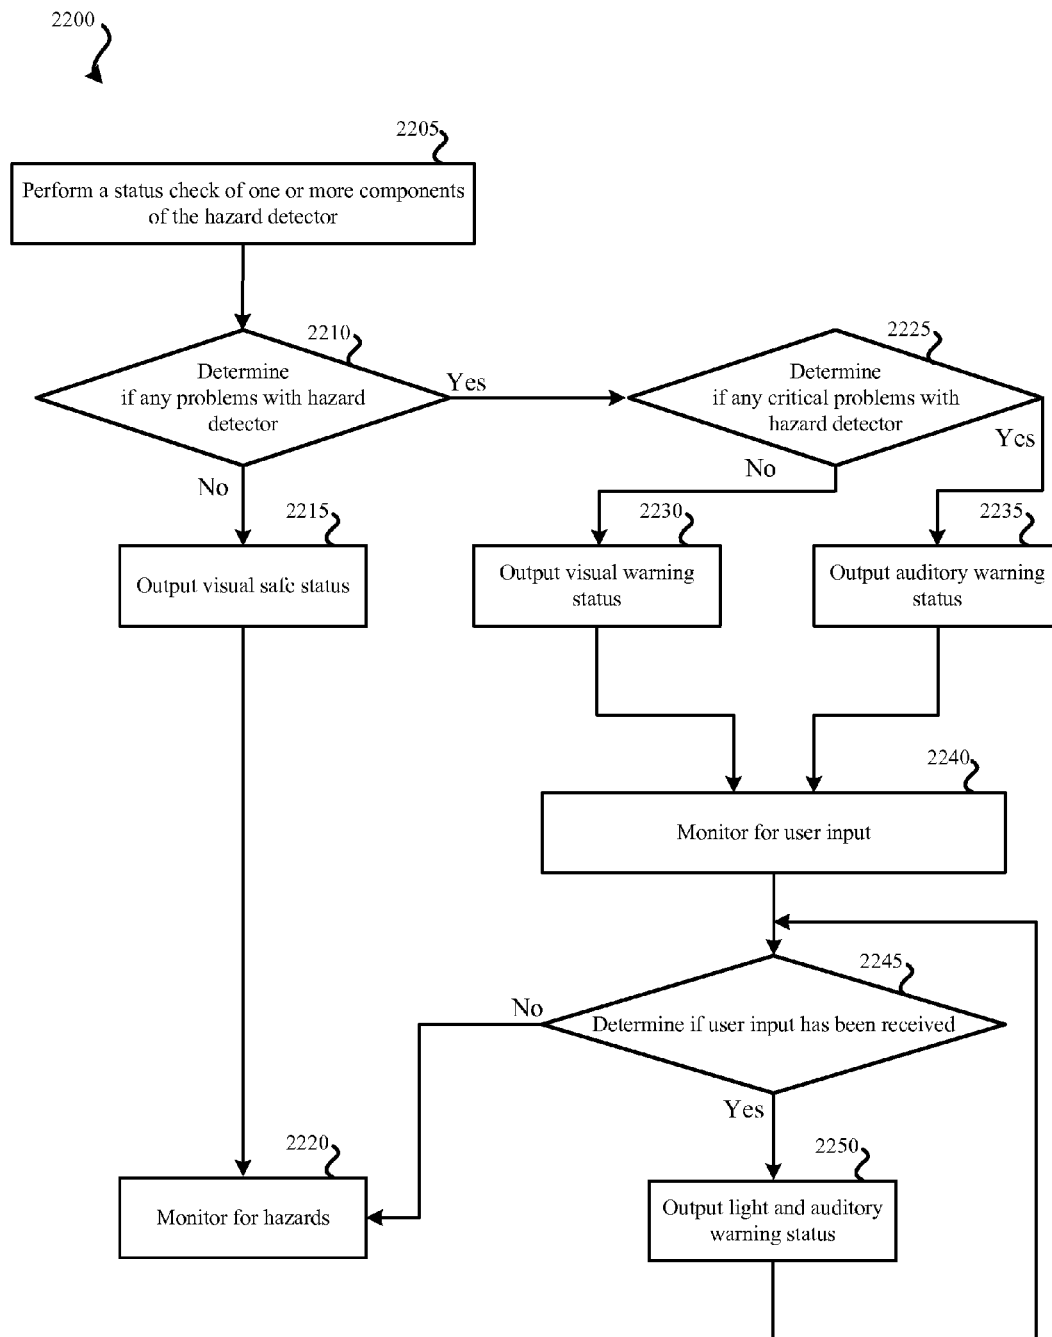 2200
2205
Perform a status check of one or more components
of the hazard detector
2210
Determine
if any problems with hazard
detector
Yes
2225
Determine
if any critical problems with
hazard detector
Yes
No
No
2215
Output visual safe status
2230
Output visual warning
status
2235
Output auditory warning
status
2240
Monitor for user input
2245
Determine if user input has been received
No
Yes
2220
Monitor for hazards
2250
Output light and auditory
warning status